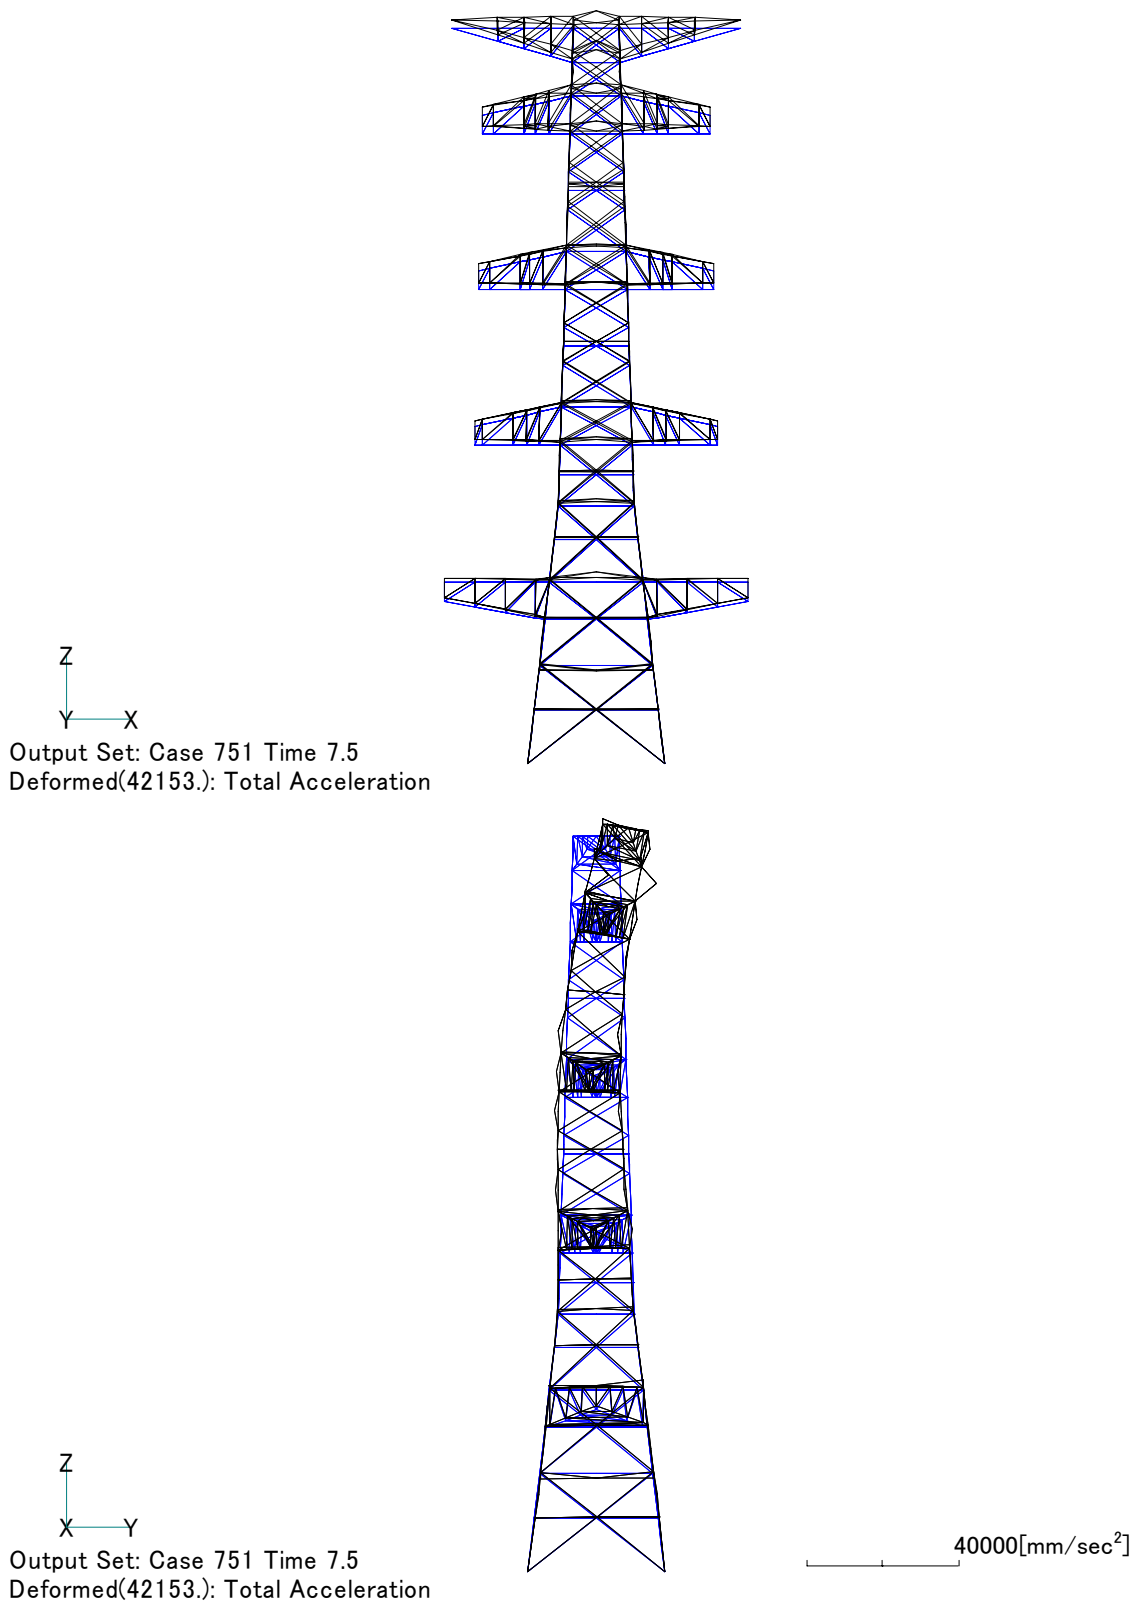 Z
Y X
Output Set: Case 751 Time 7.5
Deformed(42153.): Total Acceleration
Z
X Y
40000[mm/sec²]
Output Set: Case 751 Time 7.5
Deformed(42153.): Total Acceleration